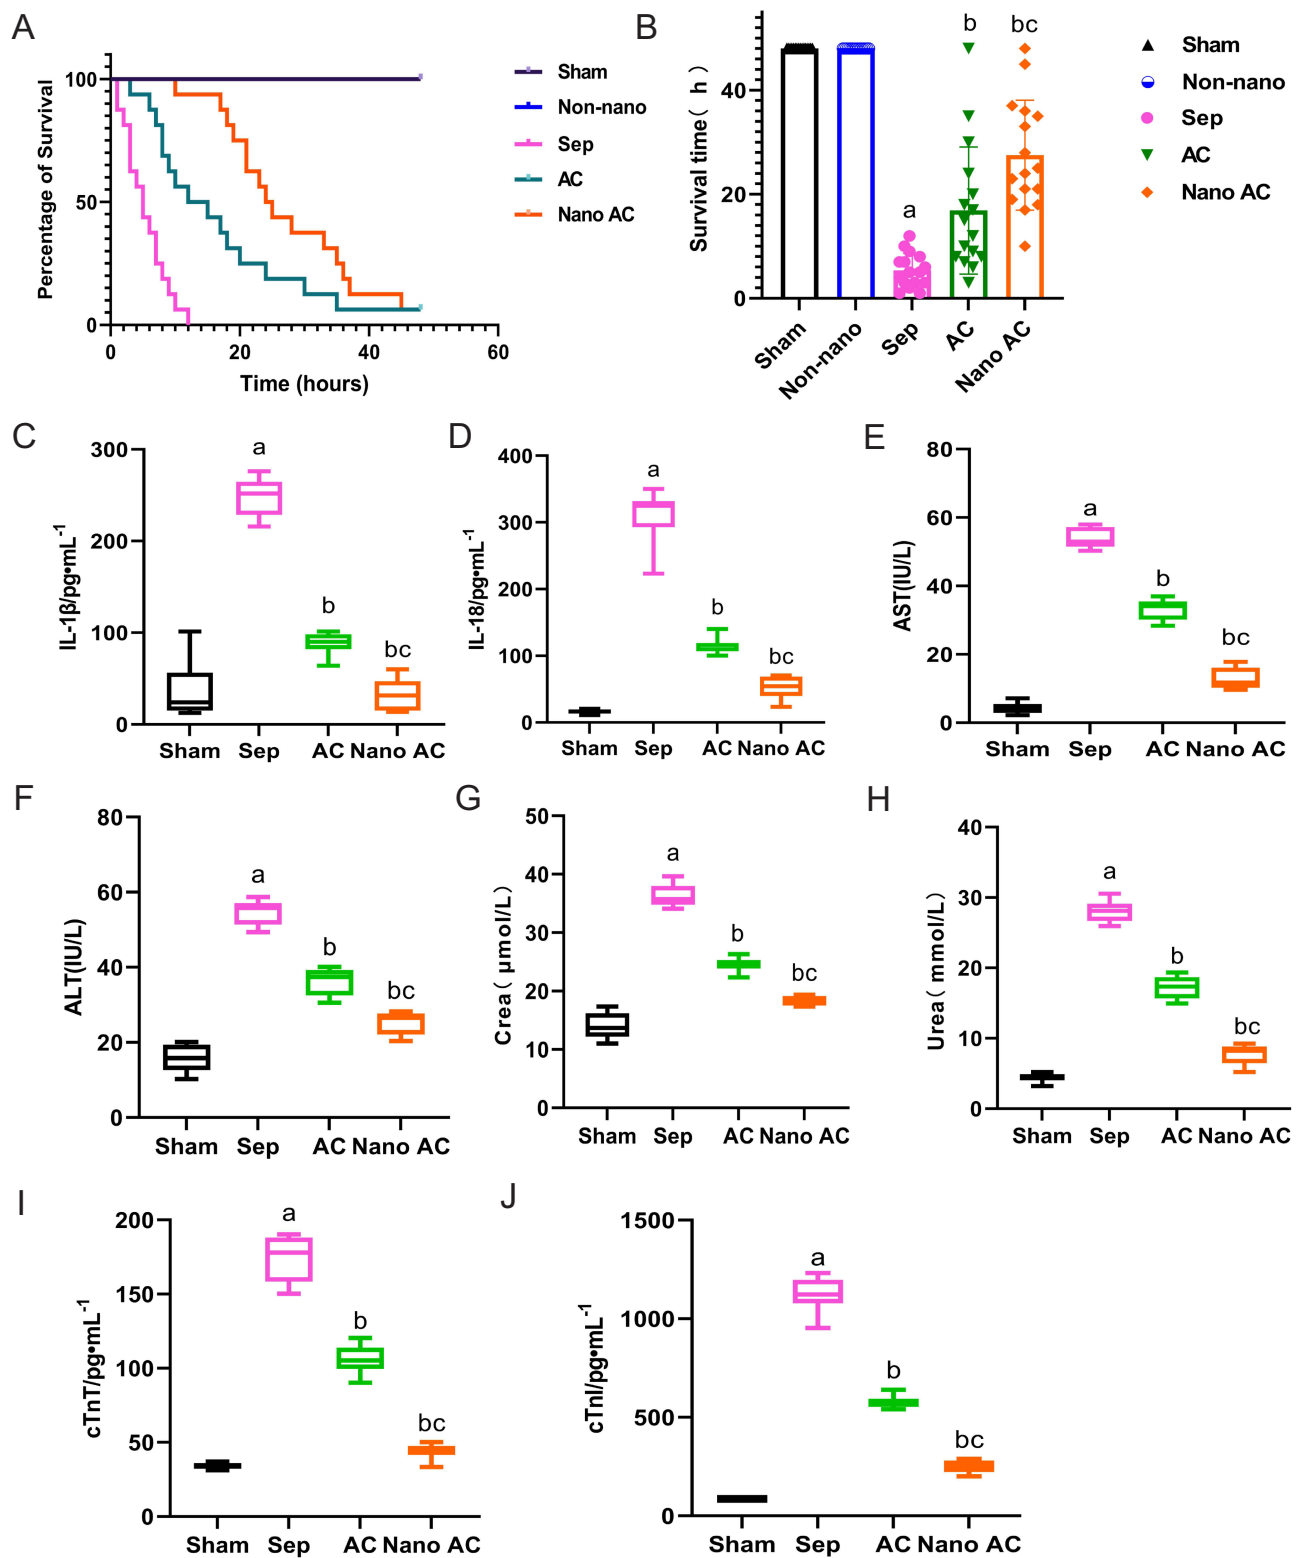 A
100
50
0
0
20
40
60
Percentage of Survival
Time (hours)
Sham
Non-nano
Sep
AC
Nano AC
B
40
20
0
Survival time( h )
a
b
bc
Sham
Non-nano
Sep
AC
Nano AC
Sham
Non-nano
Sep
AC
Nano AC
C
300
200
100
0
IL-1β/pg•mL-1
a
b
bc
Sham
Sep
AC
Nano AC
D
400
300
200
100
0
IL-18/pg•mL-1
a
b
bc
Sham
Sep
AC
Nano AC
E
80
60
40
20
0
AST(IU/L)
a
b
bc
Sham
Sep
AC
Nano AC
F
80
60
40
20
0
ALT(IU/L)
a
b
bc
Sham
Sep
AC
Nano AC
G
50
40
30
20
10
0
Crea( μmol/L)
a
b
bc
Sham
Sep
AC
Nano AC
H
40
30
20
10
0
Urea( mmol/L)
a
b
bc
Sham
Sep
AC
Nano AC
I
200
150
100
50
0
cTnT/pg•mL-1
a
b
bc
Sham
Sep
AC
Nano AC
J
1500
1000
500
0
cTnI/pg•mL-1
a
b
bc
Sham
Sep
AC
Nano AC